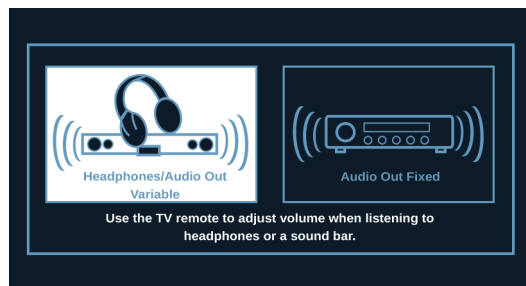 Headphones/Audio Out
Variable
Audio Out Fixed
Use the TV remote to adjust volume when listening to
headphones or a sound bar.